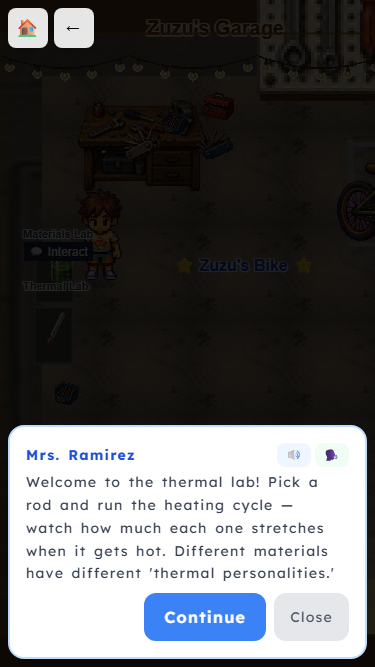 Zuzu's Garage
Materials Lab
Interact
Zuzu's Bike
Thermal Lab
Mrs. Ramirez
Welcome to the thermal lab! Pick a
rod and run the heating cycle —
watch how much each one stretches
when it gets hot. Different materials
have different 'thermal personalities.'
Continue
Close